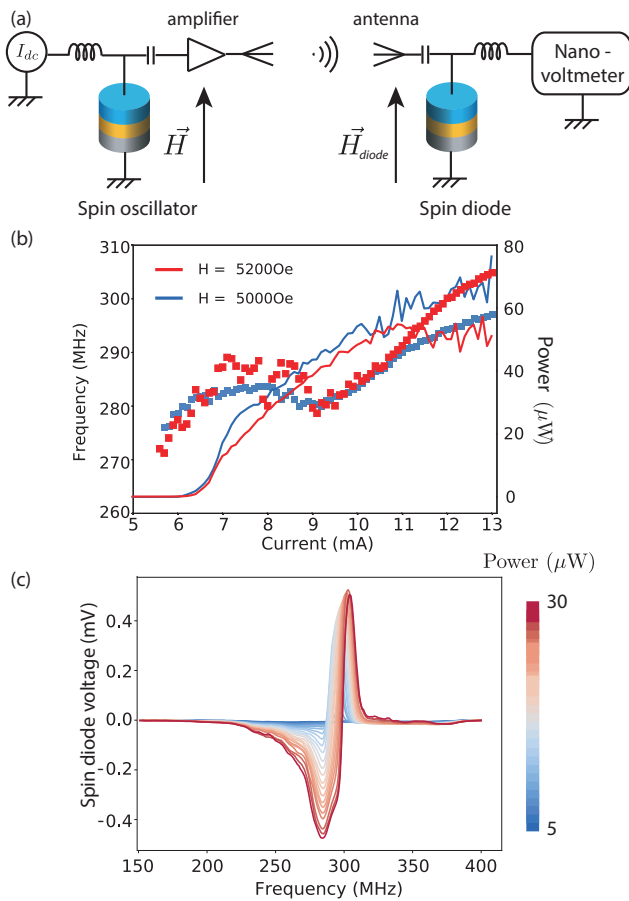 (a)
amplifier
antenna
I_dc
Nano-
voltmeter
H⃗
H⃗_diode
Spin oscillator
Spin diode
(b)
310
300
290
280
270
260
Frequency (MHz)
H = 5200Oe
H = 5000Oe
80
60
40
20
0
Power (μW)
5 6 7 8 9 10 11 12 13
Current (mA)
(c)
Power (μW)
30
5
0.4
0.2
0.0
-0.2
-0.4
Spin diode voltage (mV)
150 200 250 300 350 400
Frequency (MHz)